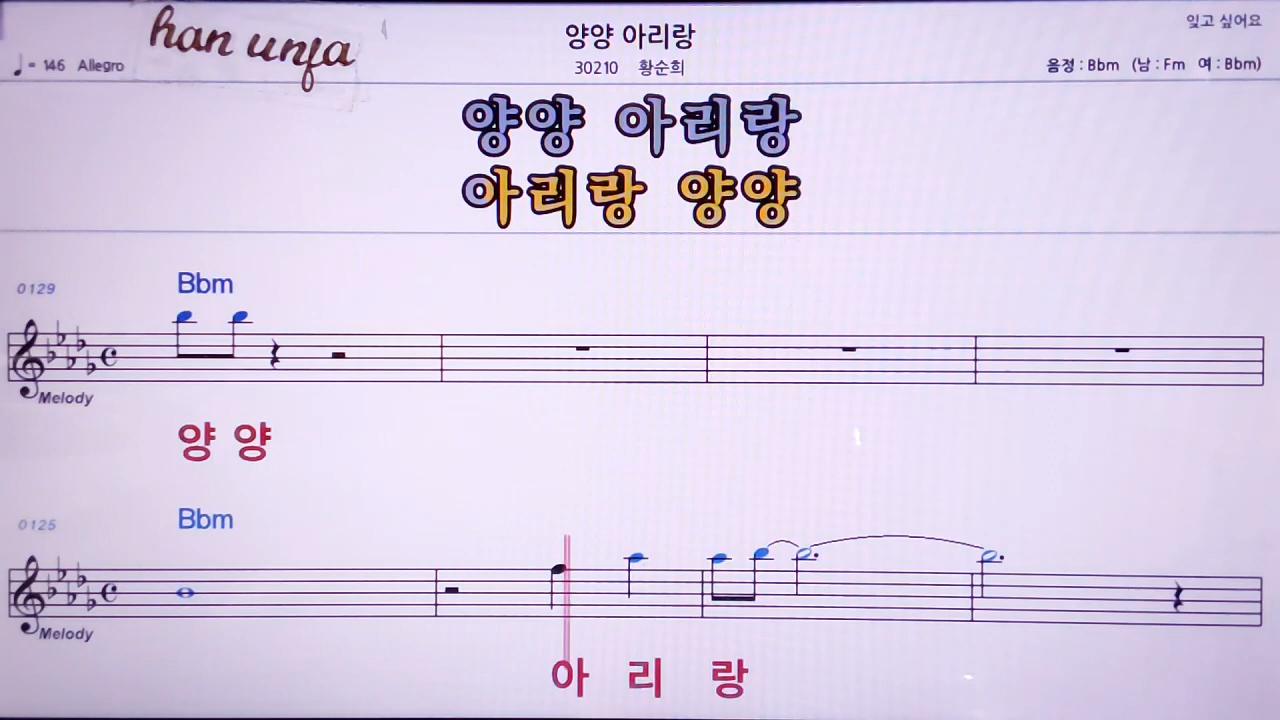 han unja
♩= 146 Allegro
양양 아리랑
30210 황순희
잊고 싶어요
음정 : Bbm (남 : Fm 여 : Bbm)
양양 아리랑
아리랑 양양
0129
Bbm
Melody
양 양
0125
Bbm
Melody
아 리 랑